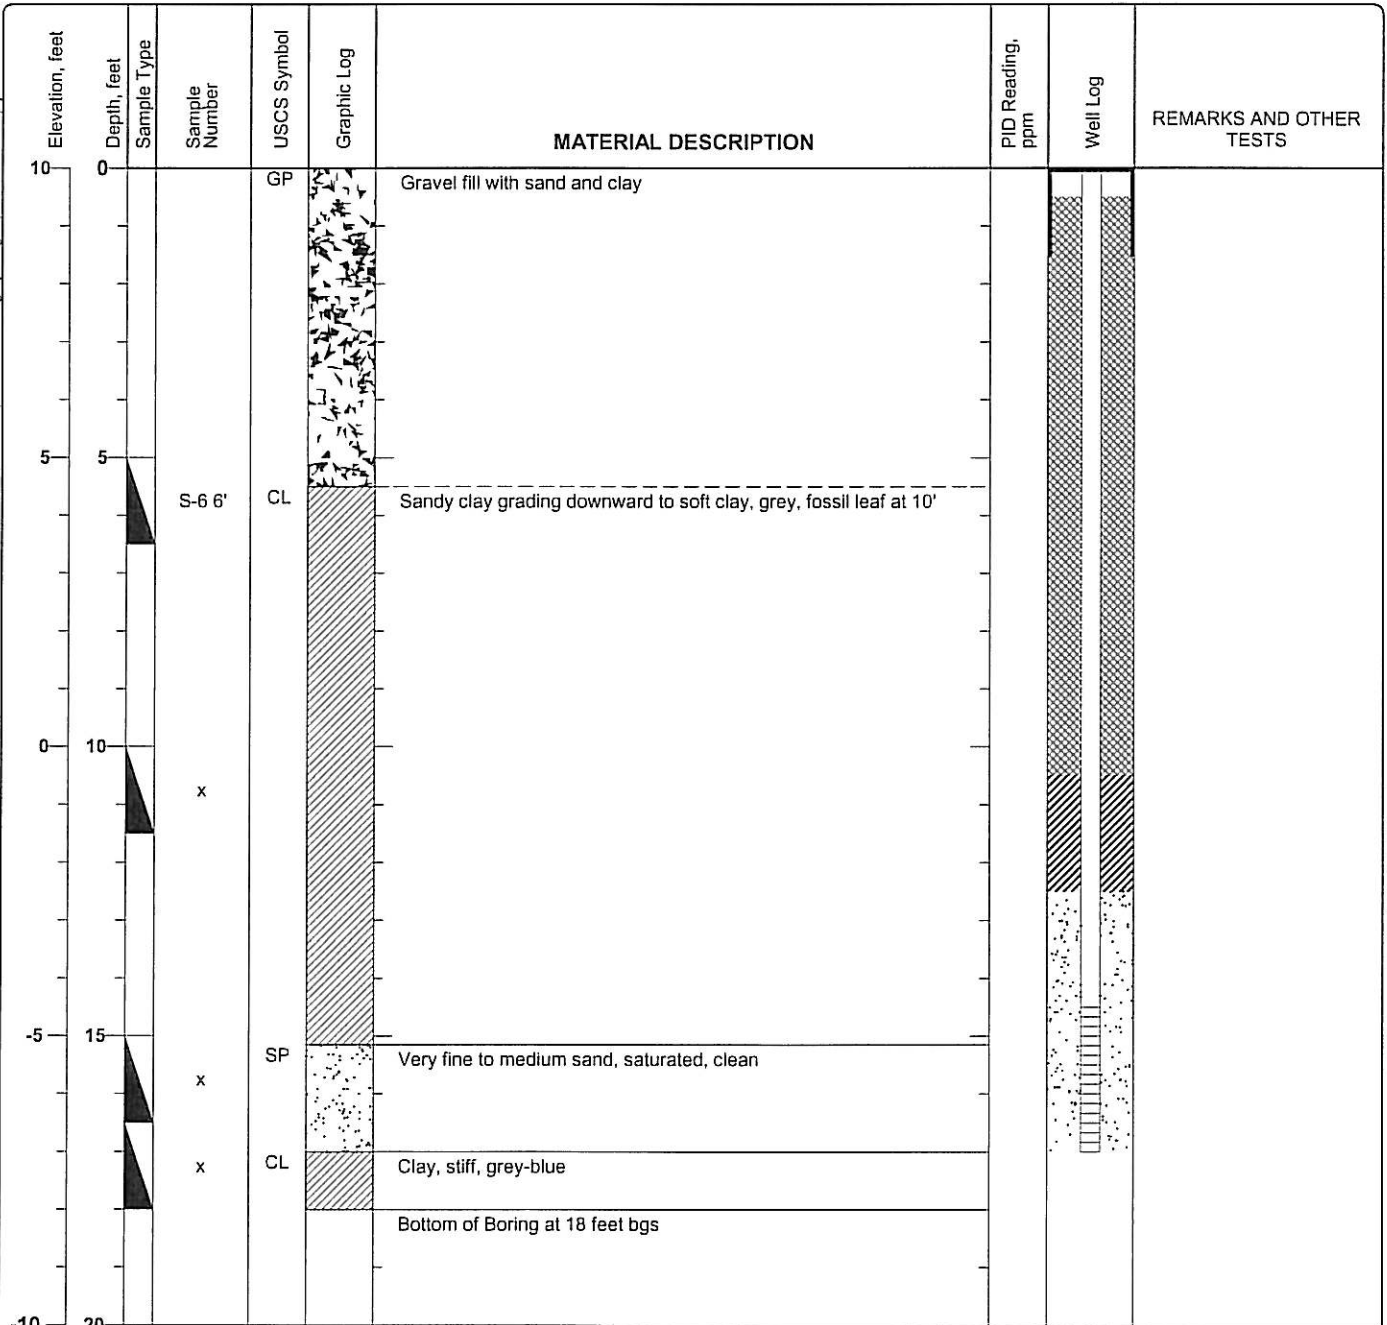 Elevation, feet
Depth, feet
Sample Type
Sample
Number
USCS Symbol
Graphic Log
MATERIAL DESCRIPTION
PID Reading,
ppm
Well Log
REMARKS AND OTHER
TESTS
10 0
GP Gravel fill with sand and clay
5 5
S-6 6' CL Sandy clay grading downward to soft clay, grey, fossil leaf at 10'
0 10
x
-5 15
SP Very fine to medium sand, saturated, clean
x
x CL Clay, stiff, grey-blue
Bottom of Boring at 18 feet bgs
-10 20